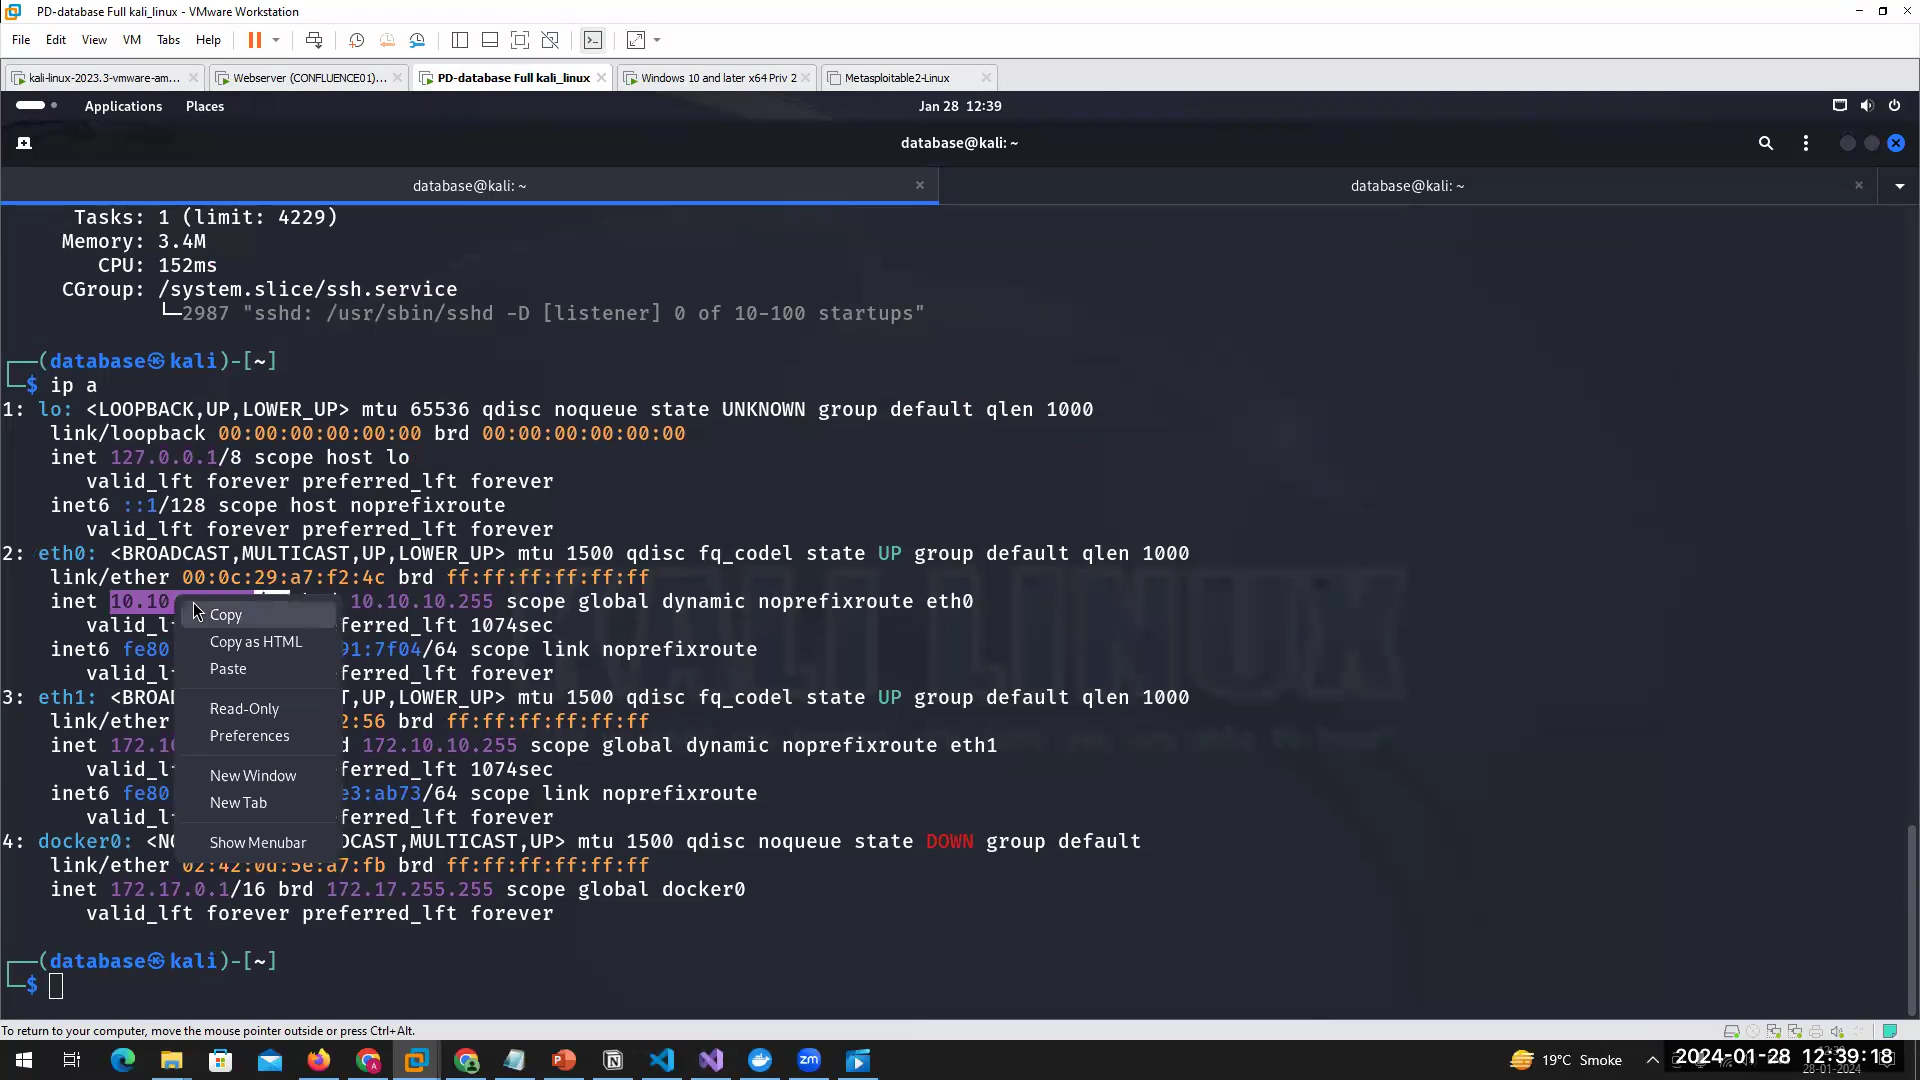 PD-database Full kali_linux - VMware Workstation
File Edit View VM Tabs Help
kali-linux-2023.3-vmware-am... Webserver (CONFLUENCE01)... PD-database Full kali_linux Windows 10 and later x64 Priv 2 Metasploitable2-Linux
Applications Places Jan 28 12:39
database@kali: ~
database@kali: ~ database@kali: ~
Tasks: 1 (limit: 4229)
Memory: 3.4M
CPU: 152ms
CGroup: /system.slice/ssh.service
└─2987 "sshd: /usr/sbin/sshd -D [listener] 0 of 10-100 startups"
┌──(database㉿kali)-[~]
└─$ ip a
1: lo: <LOOPBACK,UP,LOWER_UP> mtu 65536 qdisc noqueue state UNKNOWN group default qlen 1000
link/loopback 00:00:00:00:00:00 brd 00:00:00:00:00:00
inet 127.0.0.1/8 scope host lo
valid_lft forever preferred_lft forever
inet6 ::1/128 scope host noprefixroute
valid_lft forever preferred_lft forever
2: eth0: <BROADCAST,MULTICAST,UP,LOWER_UP> mtu 1500 qdisc fq_codel state UP group default qlen 1000
link/ether 00:0c:29:a7:f2:4c brd ff:ff:ff:ff:ff:ff
inet 10.10 10.10.10.255 scope global dynamic noprefixroute eth0
valid_l ferred_lft 1074sec
inet6 fe80 91:7f04/64 scope link noprefixroute
valid_l ferred_lft forever
3: eth1: <BROAD T,UP,LOWER_UP> mtu 1500 qdisc fq_codel state UP group default qlen 1000
link/ether 2:56 brd ff:ff:ff:ff:ff:ff
inet 172.1 d 172.10.10.255 scope global dynamic noprefixroute eth1
valid_l ferred_lft 1074sec
inet6 fe80 e3:ab73/64 scope link noprefixroute
valid_l ferred_lft forever
4: docker0: <N DCAST,MULTICAST,UP> mtu 1500 qdisc noqueue state DOWN group default
link/ether 02:42:0d:5e:a7:fb brd ff:ff:ff:ff:ff:ff
inet 172.17.0.1/16 brd 172.17.255.255 scope global docker0
valid_lft forever preferred_lft forever
┌──(database㉿kali)-[~]
└─$
Copy
Copy as HTML
Paste
Read-Only
Preferences
New Window
New Tab
Show Menubar
To return to your computer, move the mouse pointer outside or press Ctrl+Alt.
19°C Smoke
2024-01-28 12:39:18
28-01-2024